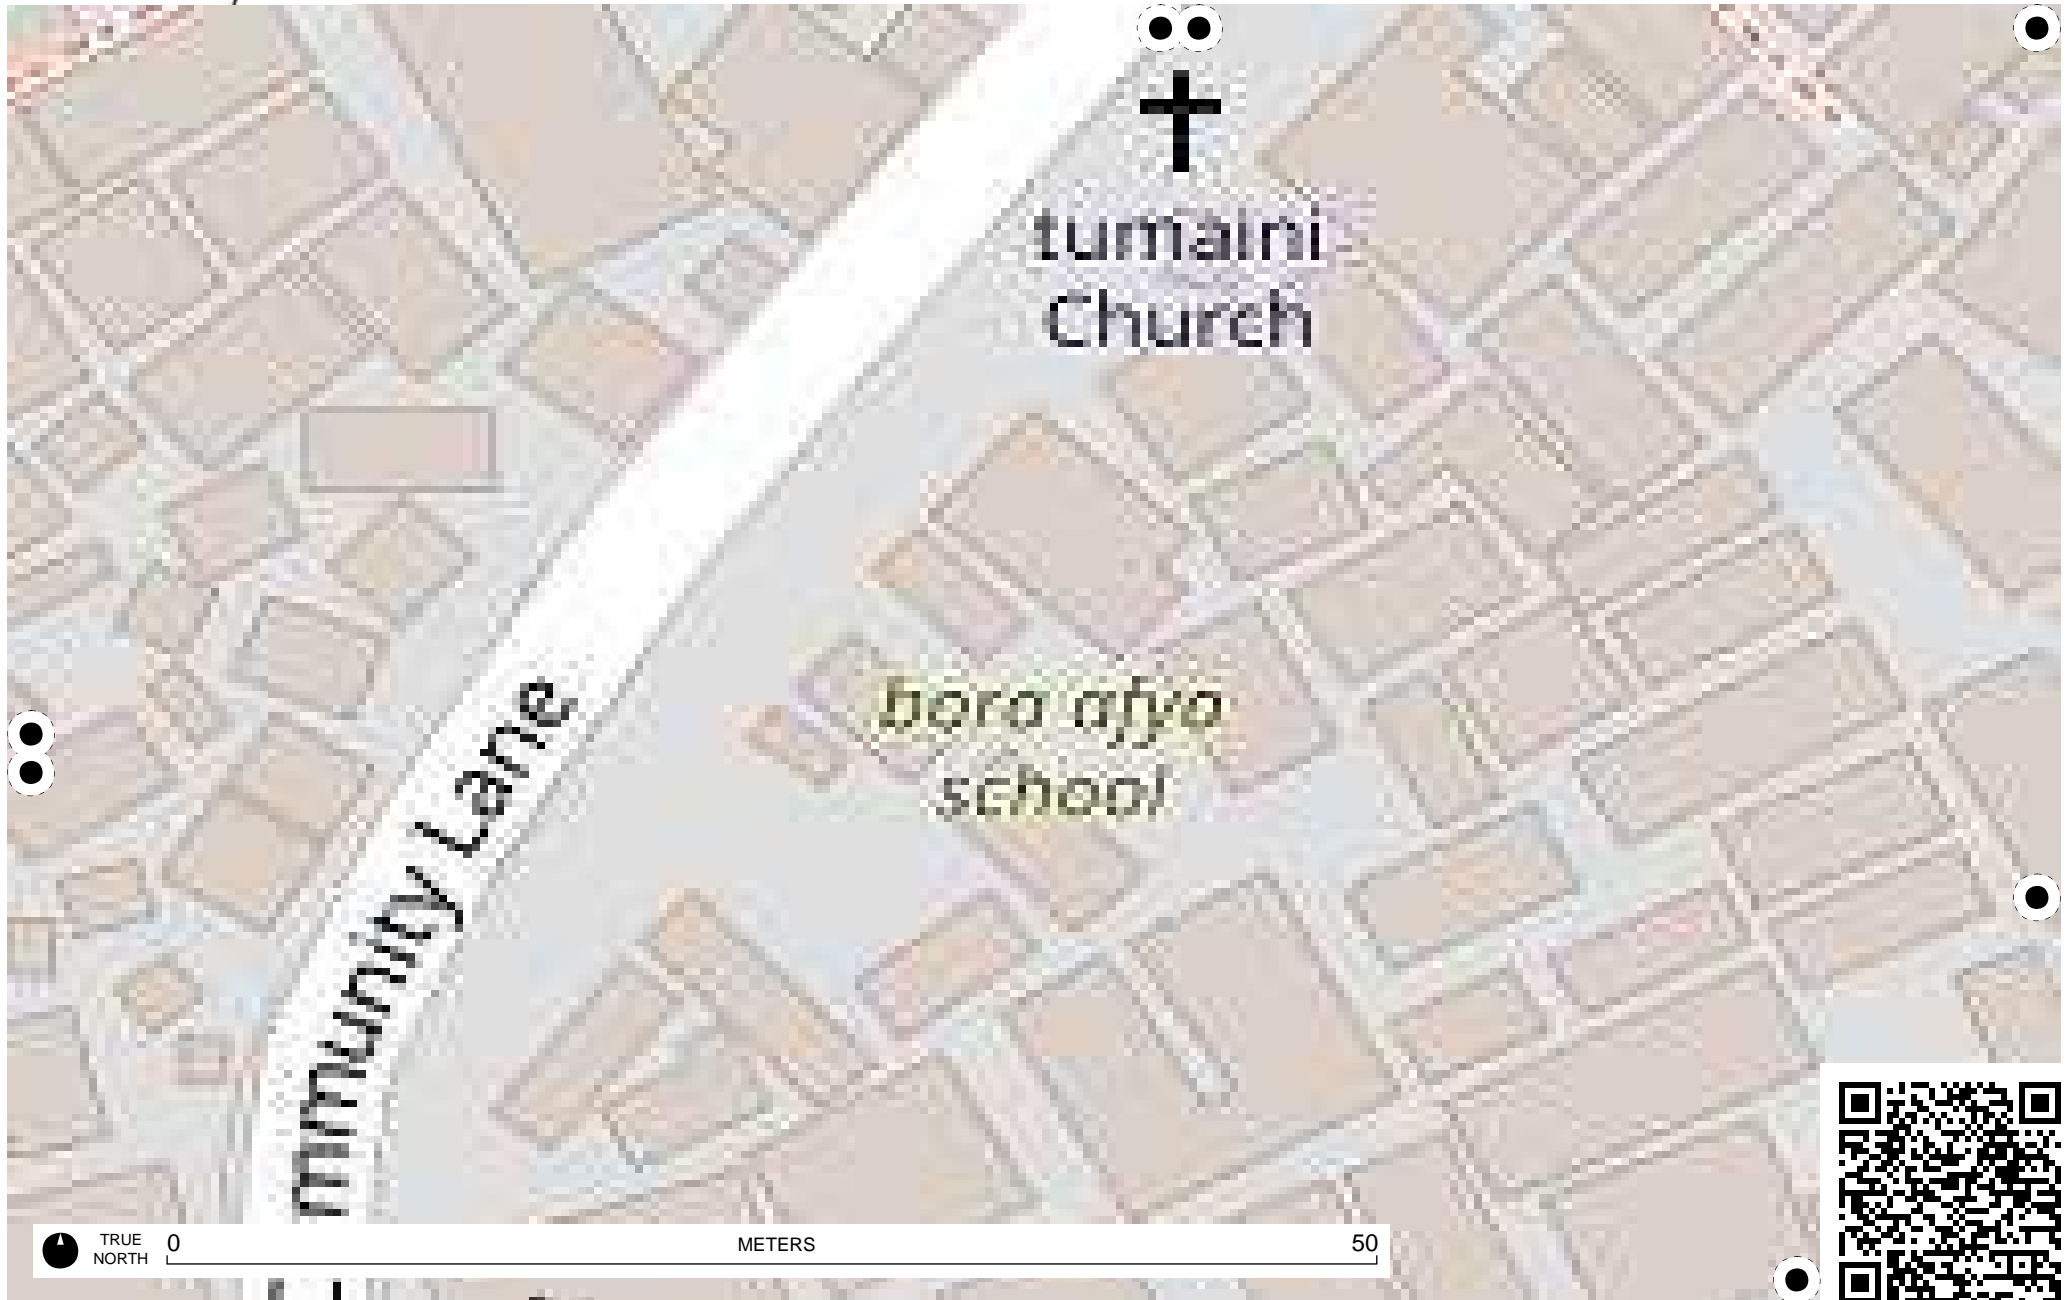 tumaini
Church
bora afya
school
mmunity Lane
TRUE
NORTH
0
METERS
50